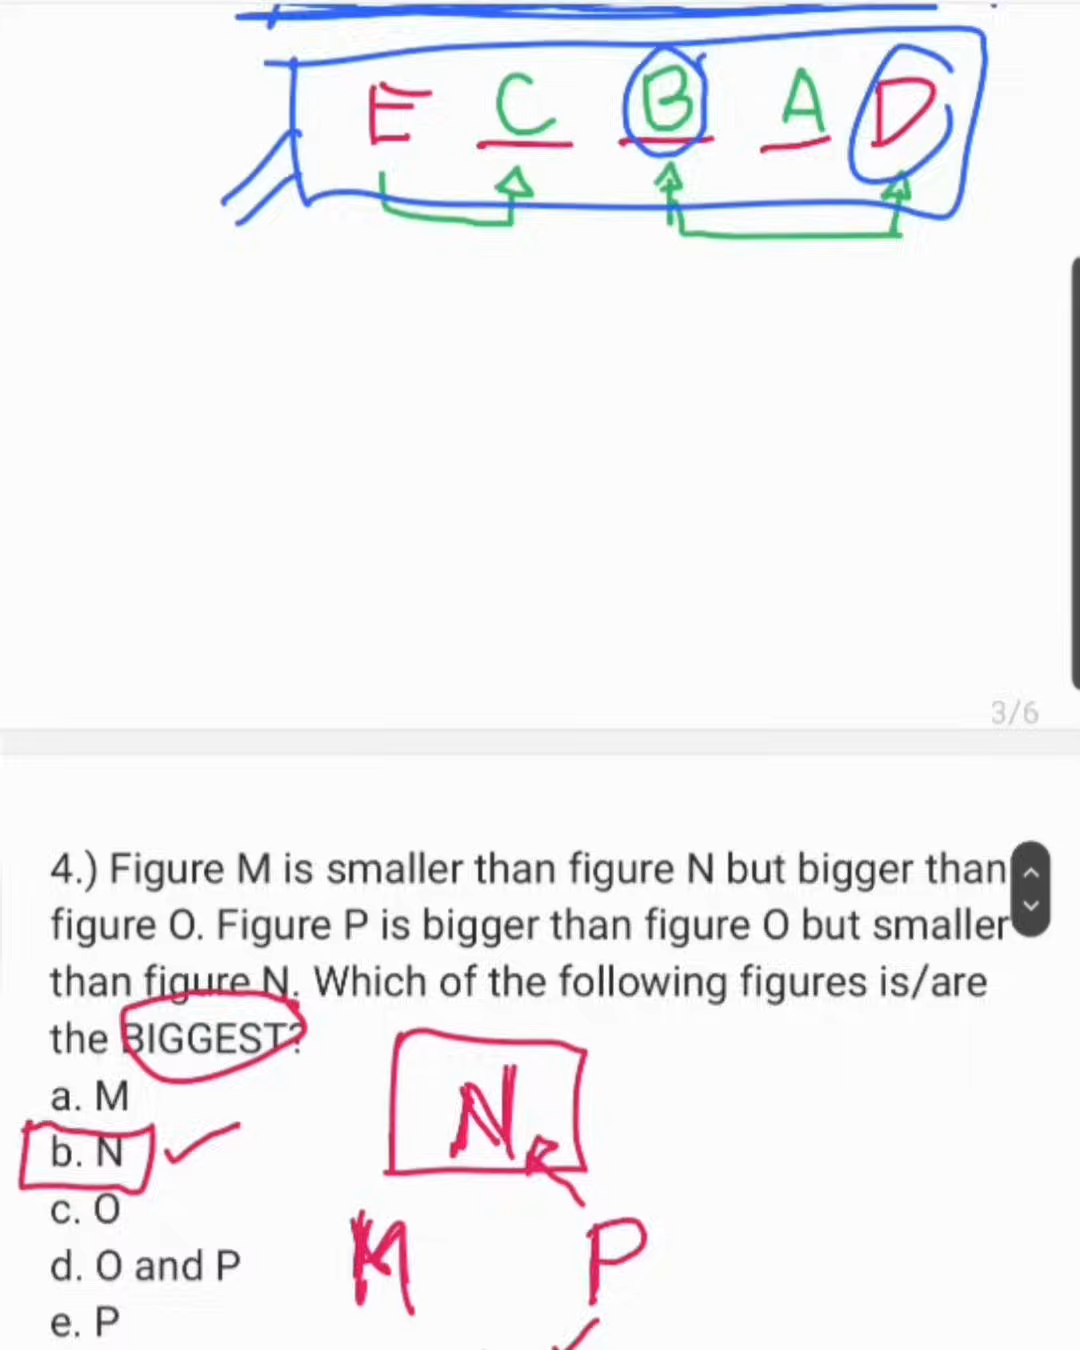 E C B A D
3/6
4.) Figure M is smaller than figure N but bigger than
figure O. Figure P is bigger than figure O but smaller
than figure N. Which of the following figures is/are
the BIGGEST?
a. M
b. N
c. O
d. O and P
e. P
N
M P